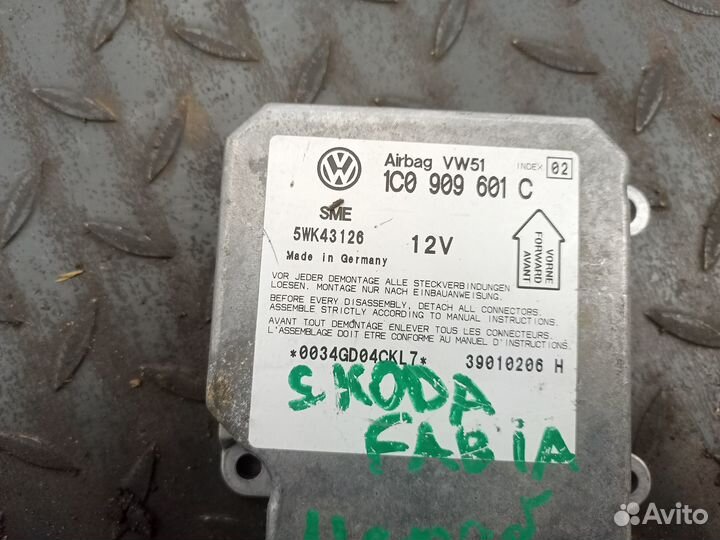 Airbag VW51 INDEX 02
1C0 909 601 C
SME
5WK43126 12V
Made in Germany
VORNE
FORWARD
AVANT
VOR JEDER DEMONTAGE ALLE STECKVERBINDUNGEN
LOESEN. MONTAGE NUR NACH EINBAUANWEISUNG.
BEFORE EVERY DISASSEMBLY, DETACH ALL CONNECTORS.
ASSEMBLE STRICTLY ACCORDING TO MANUAL INSTRUCTIONS.
AVANT TOUT DEMONTAGE ENLEVER TOUS LES CONNECTEURS.
L'ASSEMBLAGE DOIT ETRE CONFORME AU MANUEL D'INSTRUCTIONS.
*0034GD04CKL7* 39010206 H
SKODA
FABIA
Avito